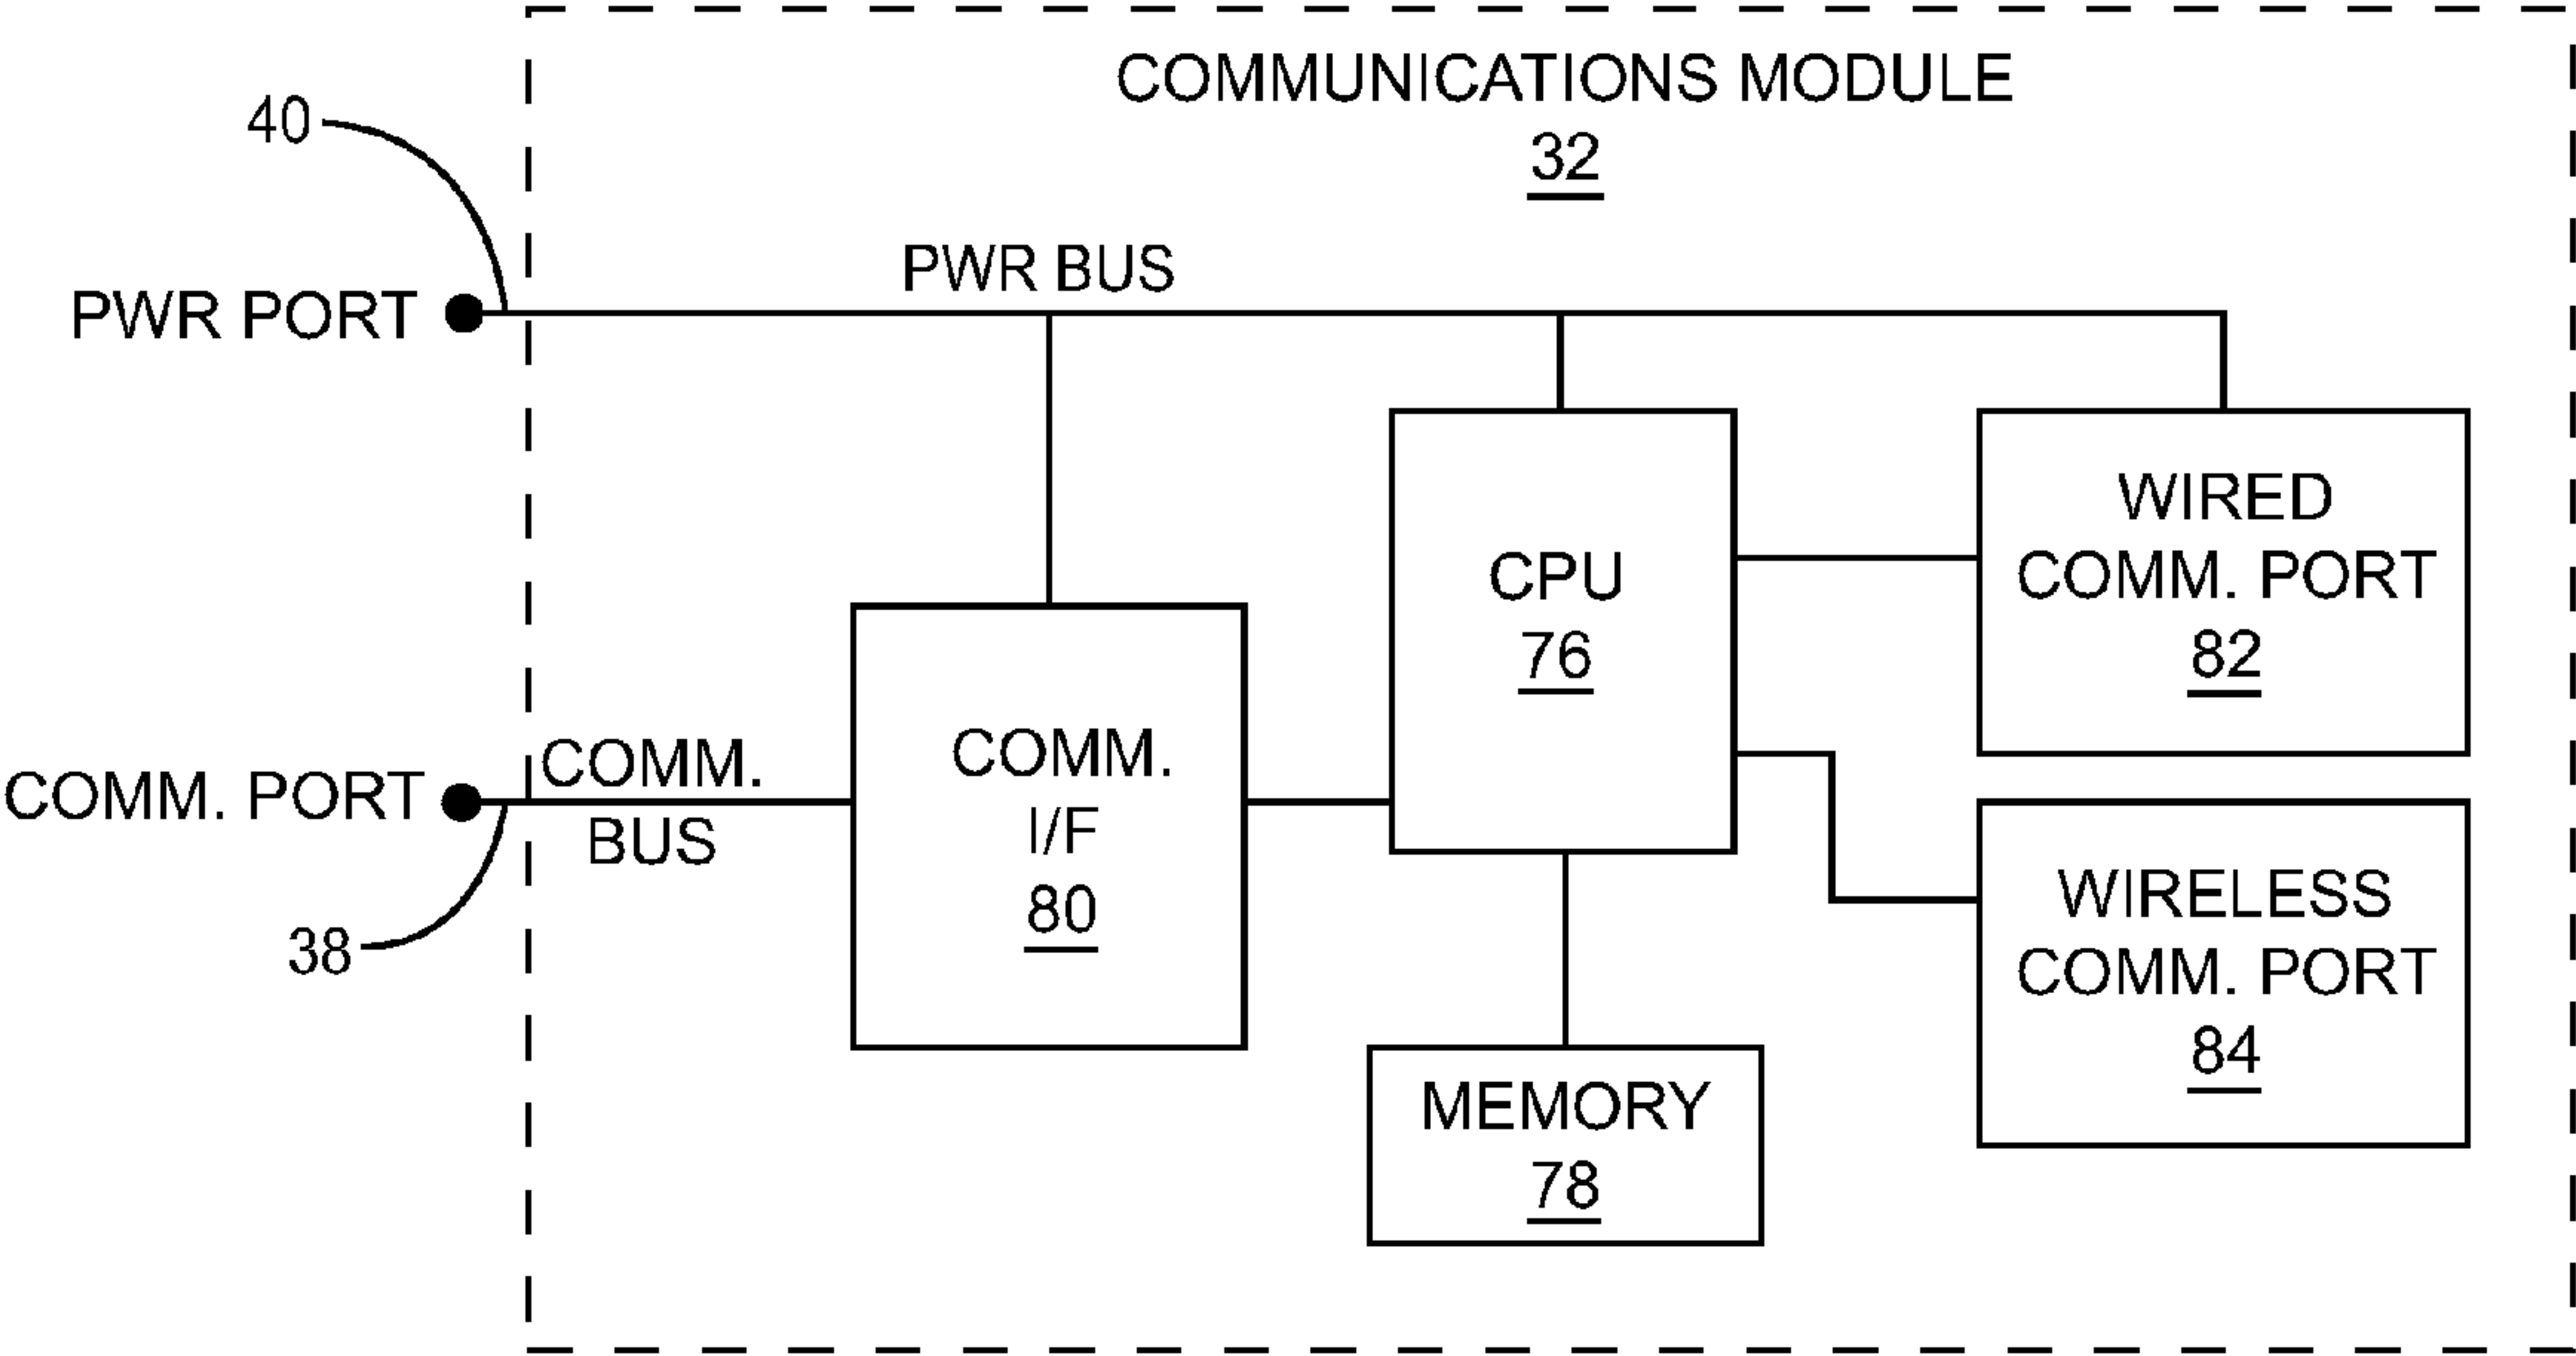 COMMUNICATIONS MODULE
32
40
PWR BUS
PWR PORT
WIRED
COMM. PORT
82
CPU
76
COMM.
I/F
80
COMM. PORT
COMM.
BUS
38
WIRELESS
COMM. PORT
84
MEMORY
78